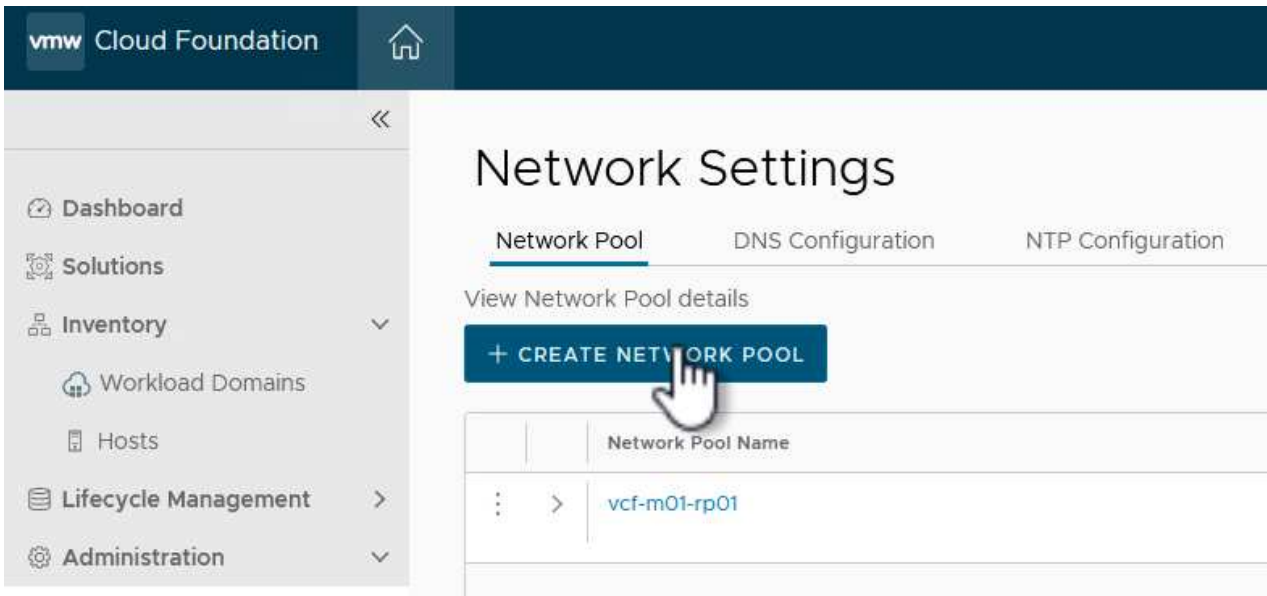 vmw Cloud Foundation
Network Settings
Dashboard
Solutions
Inventory
Workload Domains
Hosts
Lifecycle Management
Administration
Network Pool DNS Configuration NTP Configuration
View Network Pool details
+ CREATE NETWORK POOL
Network Pool Name
vcf-m01-rp01